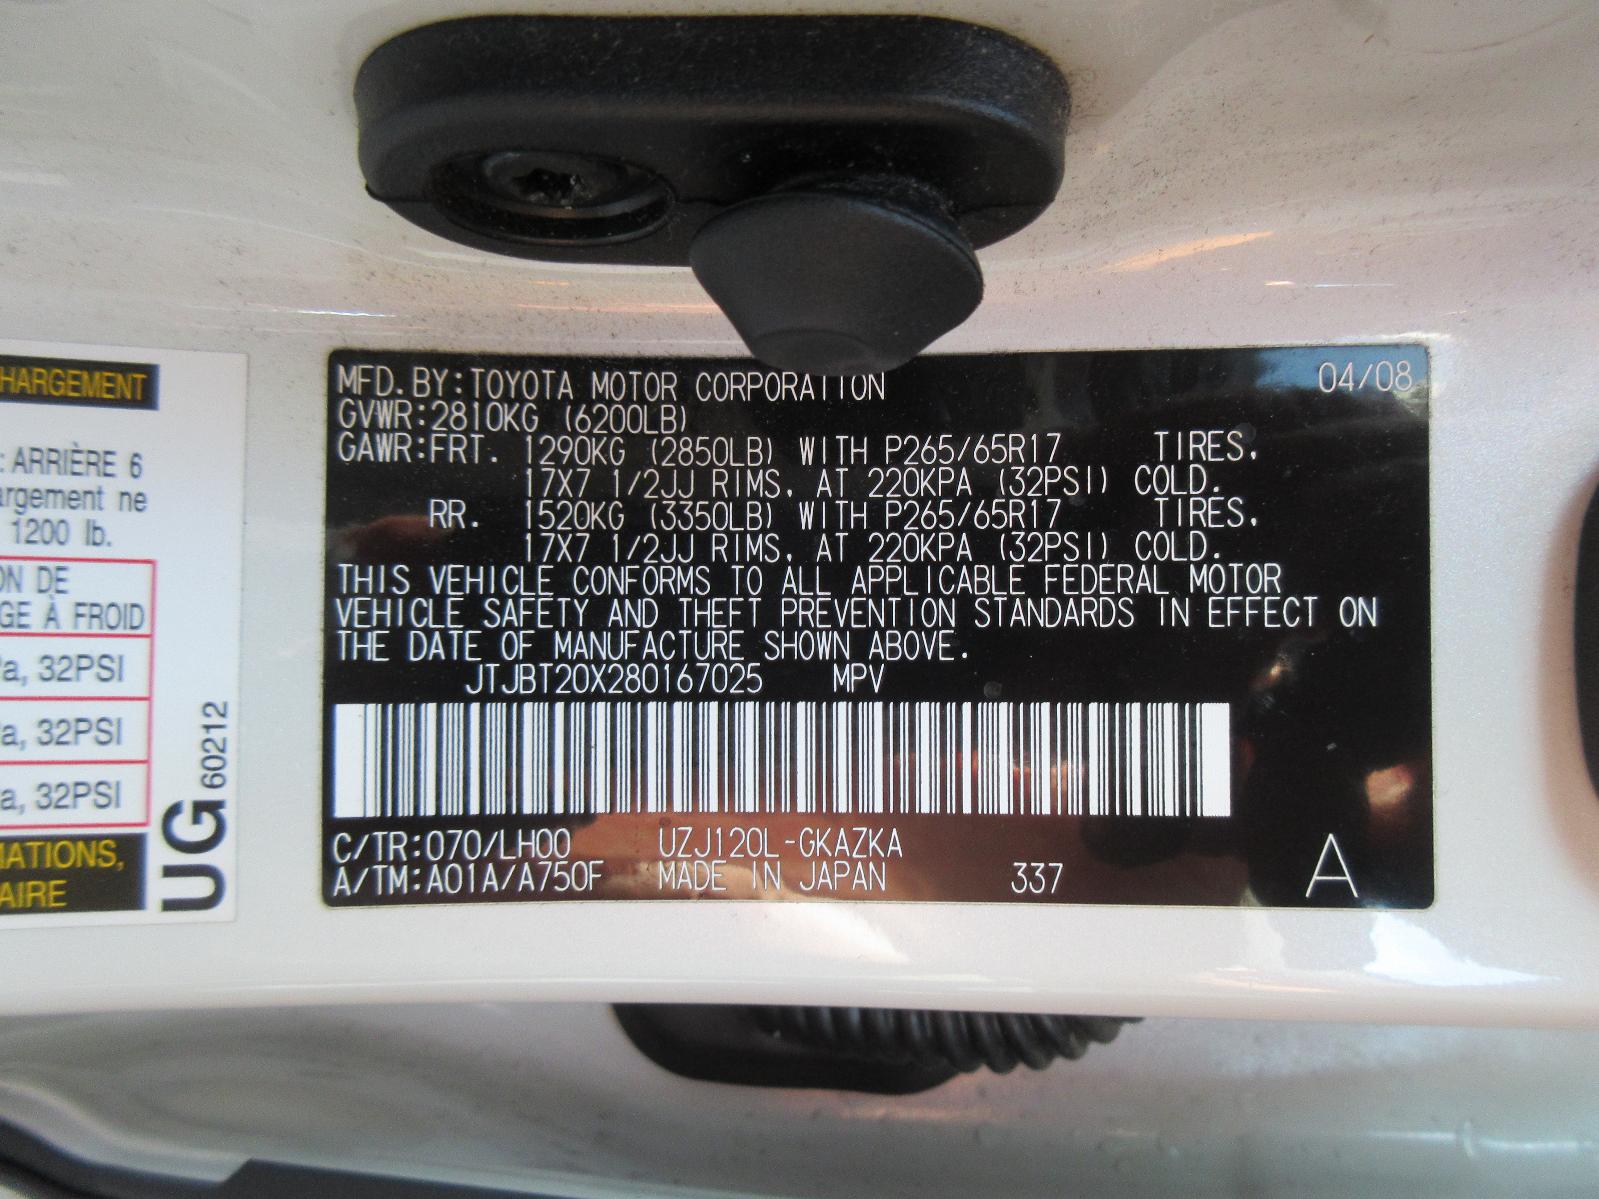 HARGEMENT
: ARRIÈRE 6
argement ne
1200 lb.
ON DE
GE À FROID
a, 32PSI
a, 32PSI
a, 32PSI
MATIONS,
AIRE
UG 60212
MFD. BY: TOYOTA MOTOR CORPORATION 04/08
GVWR: 2810KG (6200LB)
GAWR: FRT. 1290KG (2850LB) WITH P265/65R17 TIRES,
17X7 1/2JJ RIMS, AT 220KPA (32PSI) COLD.
RR. 1520KG (3350LB) WITH P265/65R17 TIRES,
17X7 1/2JJ RIMS, AT 220KPA (32PSI) COLD.
THIS VEHICLE CONFORMS TO ALL APPLICABLE FEDERAL MOTOR
VEHICLE SAFETY AND THEFT PREVENTION STANDARDS IN EFFECT ON
THE DATE OF MANUFACTURE SHOWN ABOVE.
JTJBT20X280167025 MPV
C/TR: 070/LH00 UZJ120L-GKAZKA
A/TM: A01A/A750F MADE IN JAPAN 337 A